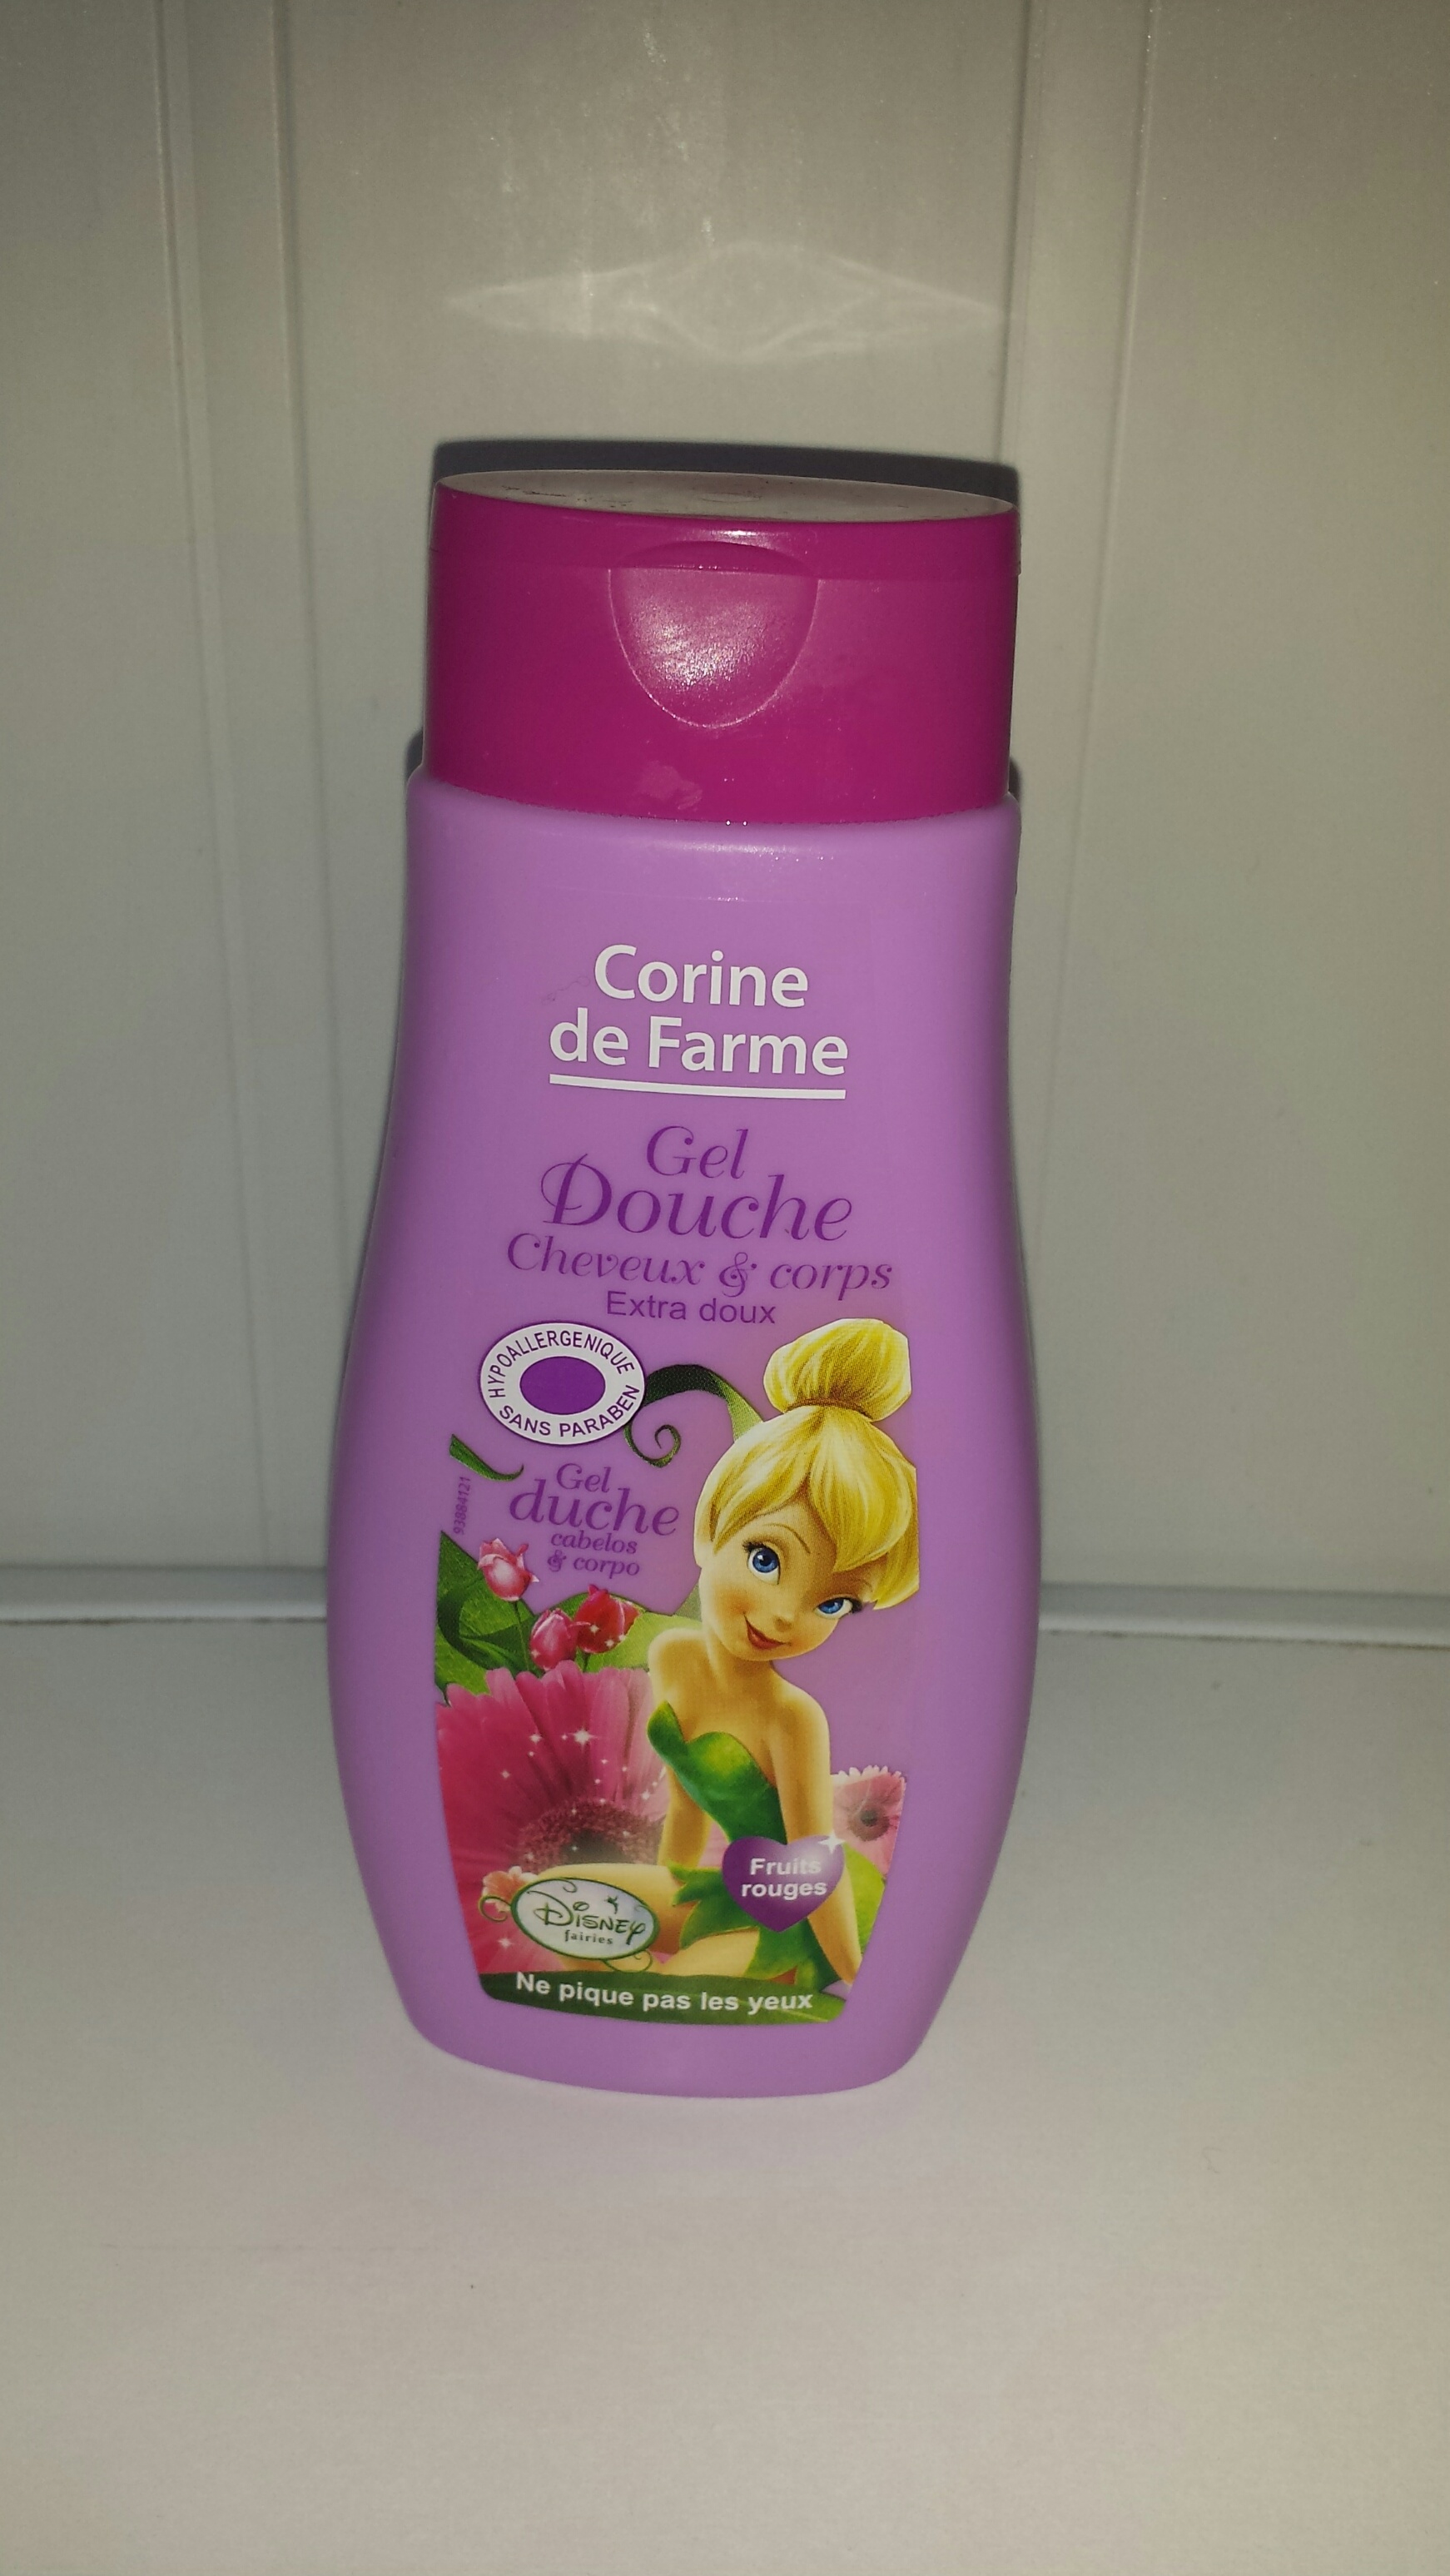 Corine
de Farme
Gel
Douche
Cheveux & corps
Extra doux
HYPOALLERGENIQUE
SANS PARABEN
Gel
duche
cabelos
& corpo
93884121
Fruits
rouges
Disney
fairies
Ne pique pas les yeux